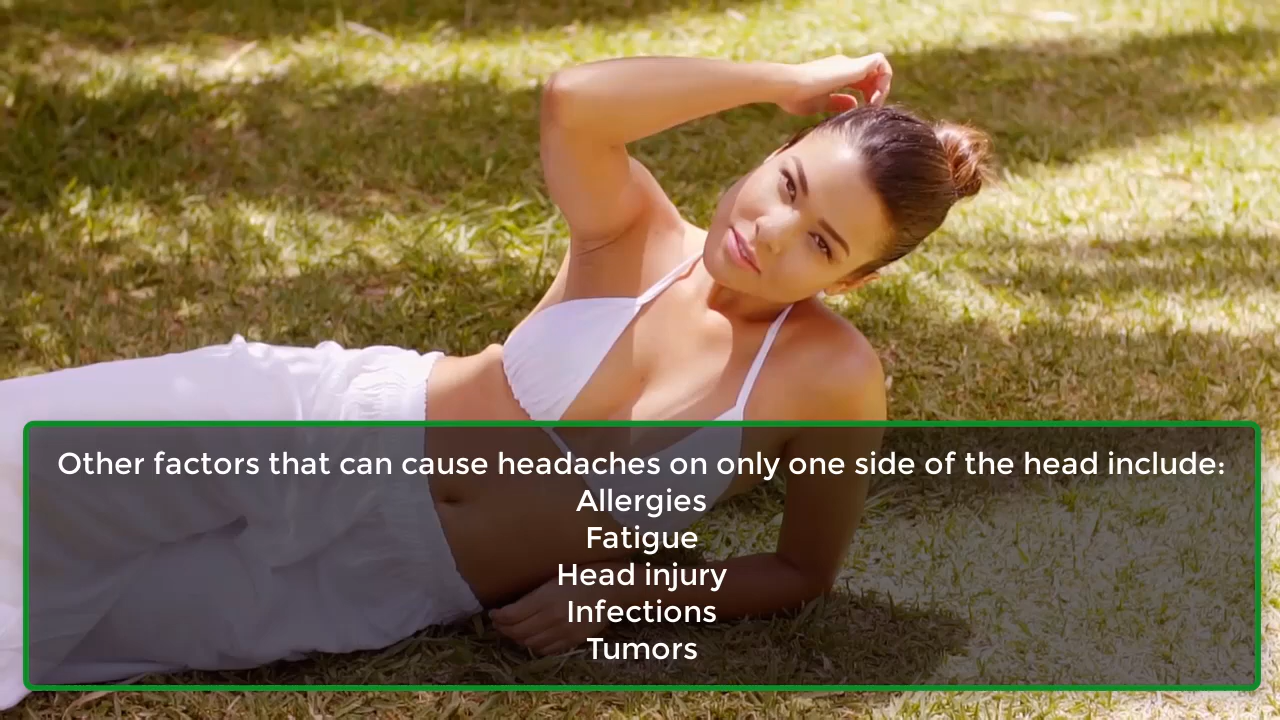 Other factors that can cause headaches on only one side of the head include:
Allergies
Fatigue
Head injury
Infections
Tumors